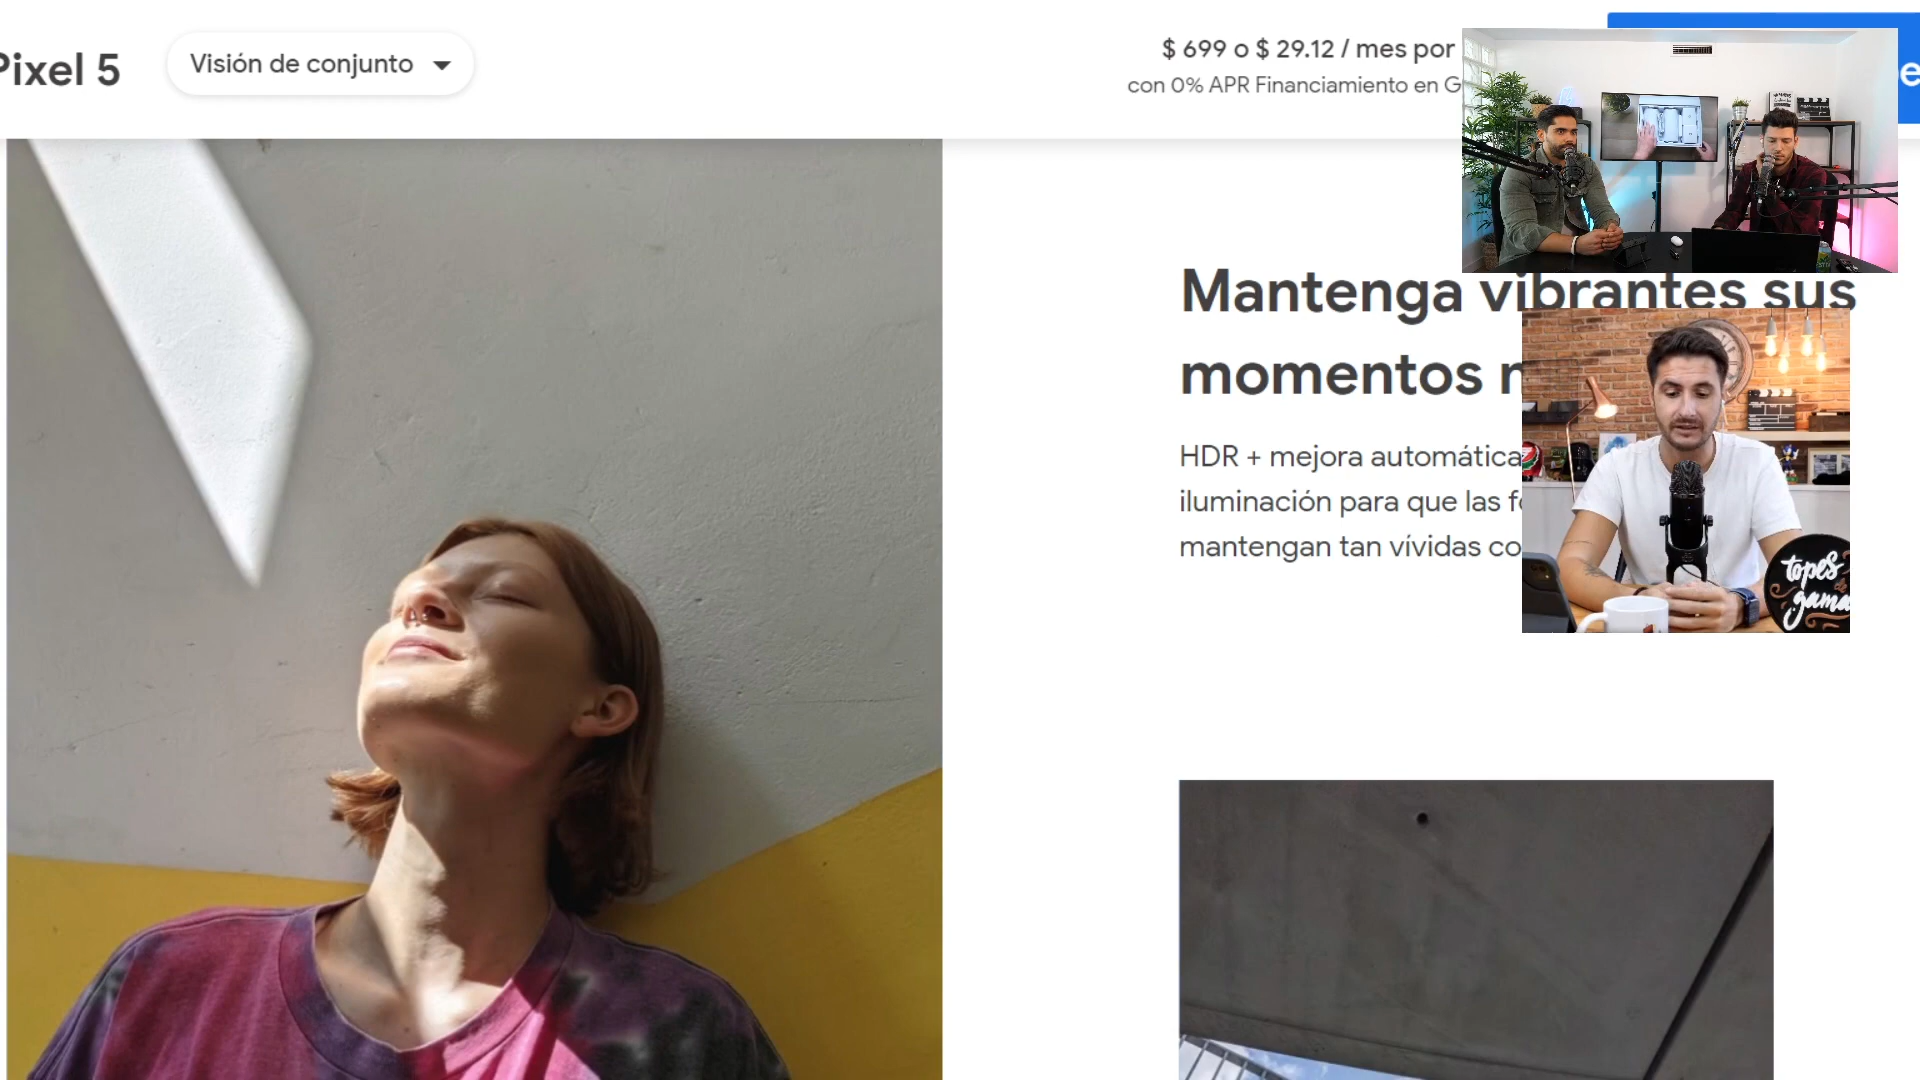 Pixel 5
Visión de conjunto
$ 699 o $ 29.12 / mes por
con 0% APR Financiamiento en G
Mantenga vibrantes sus
momentos
HDR + mejora automática
iluminación para que las
mantengan tan vívidas
topes
de
gama